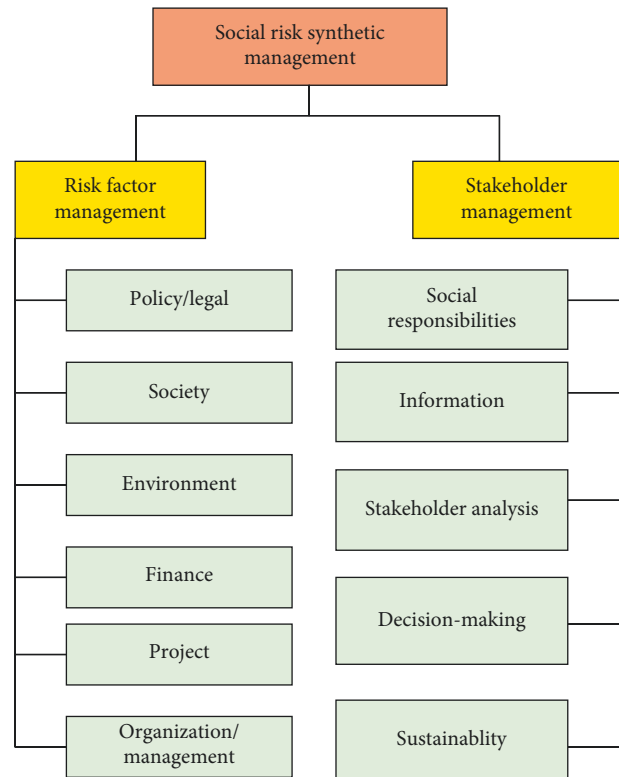 Social risk synthetic
management
Risk factor
management
Stakeholder
management
Policy/legal
Society
Environment
Finance
Project
Organization/
management
Social
responsibilities
Information
Stakeholder analysis
Decision-making
Sustainablity